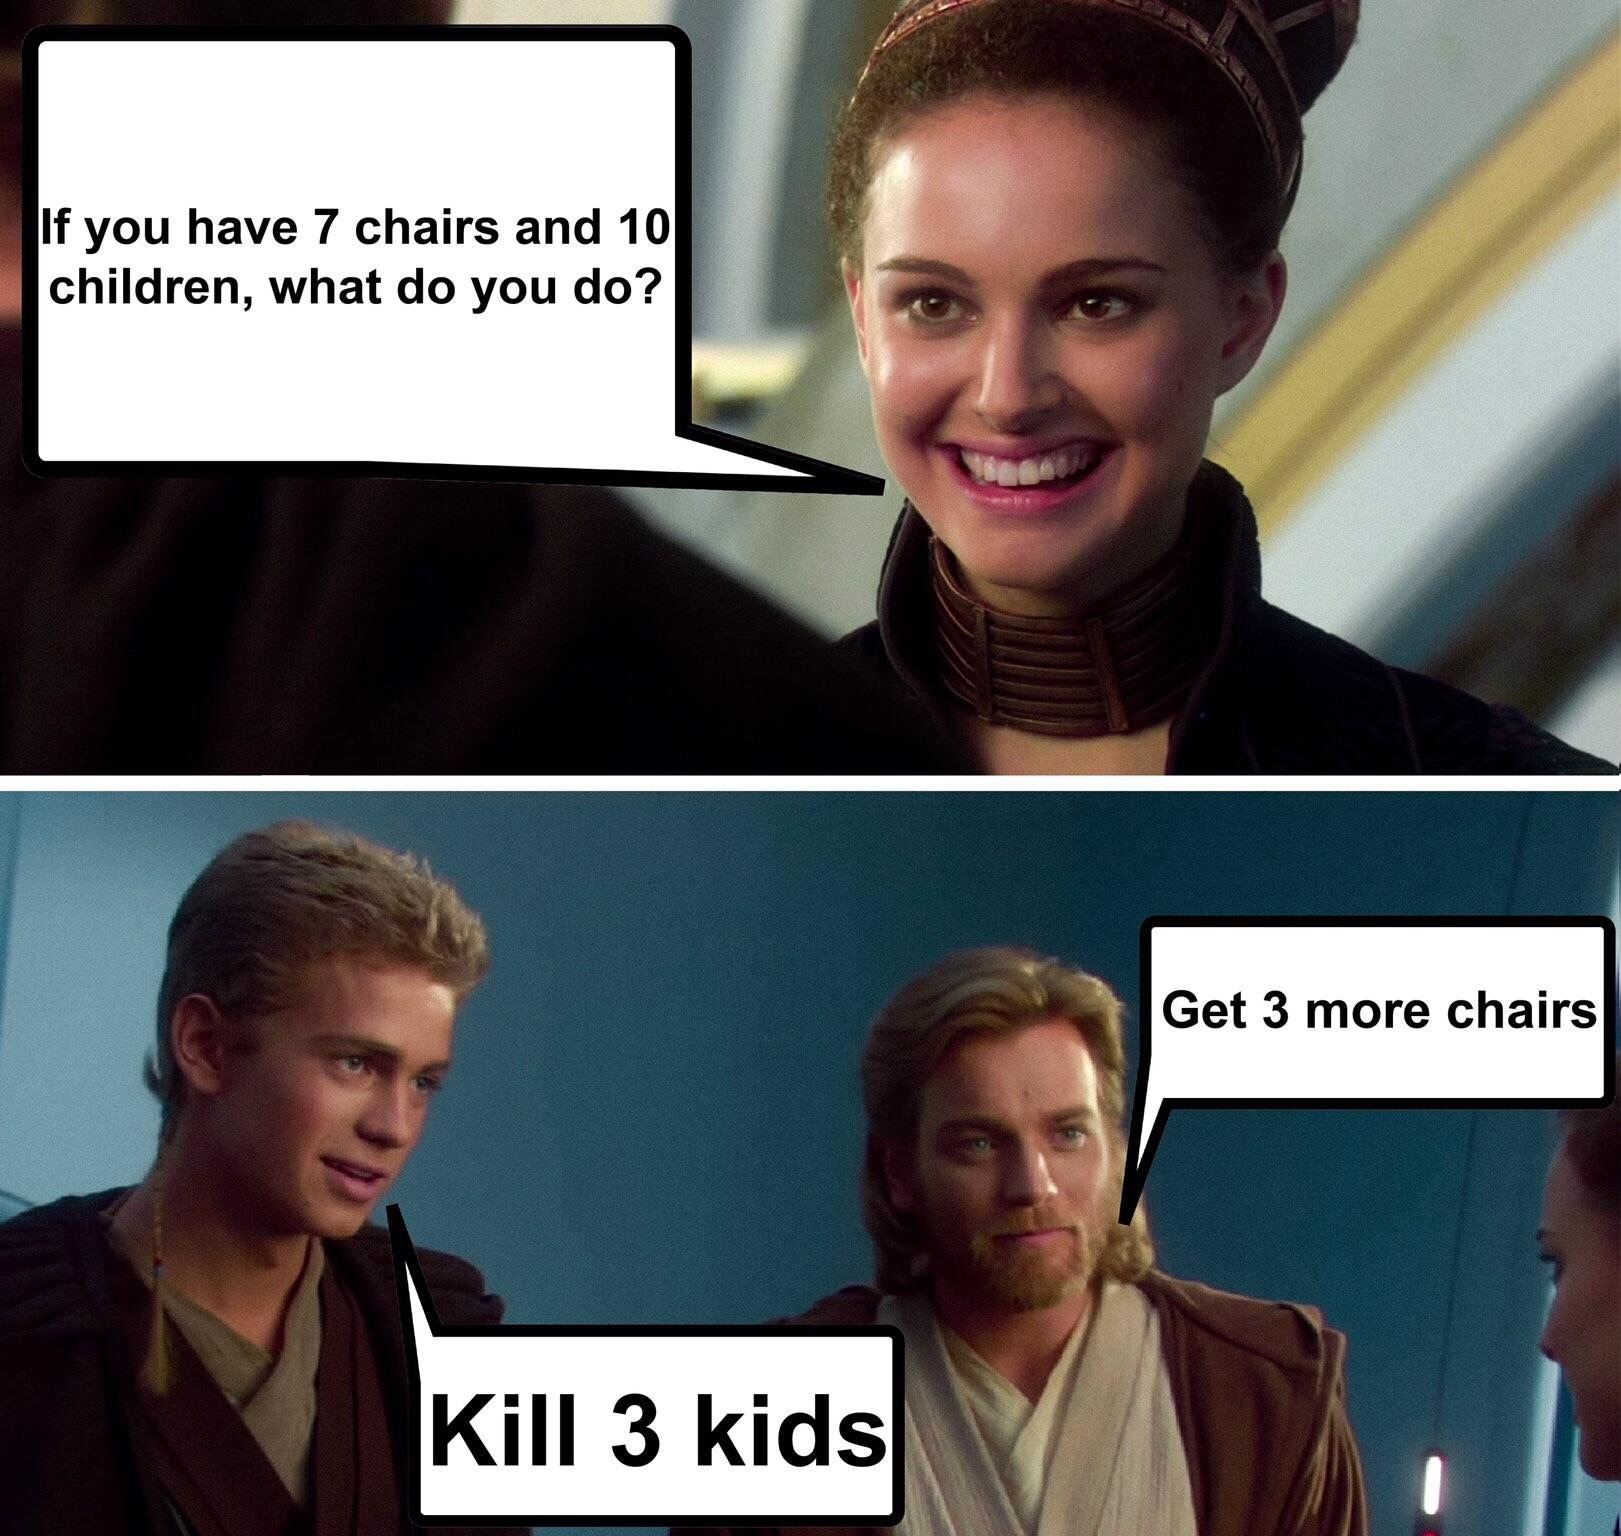 If you have 7 chairs and 10
children, what do you do?
Get 3 more chairs
Kill 3 kids